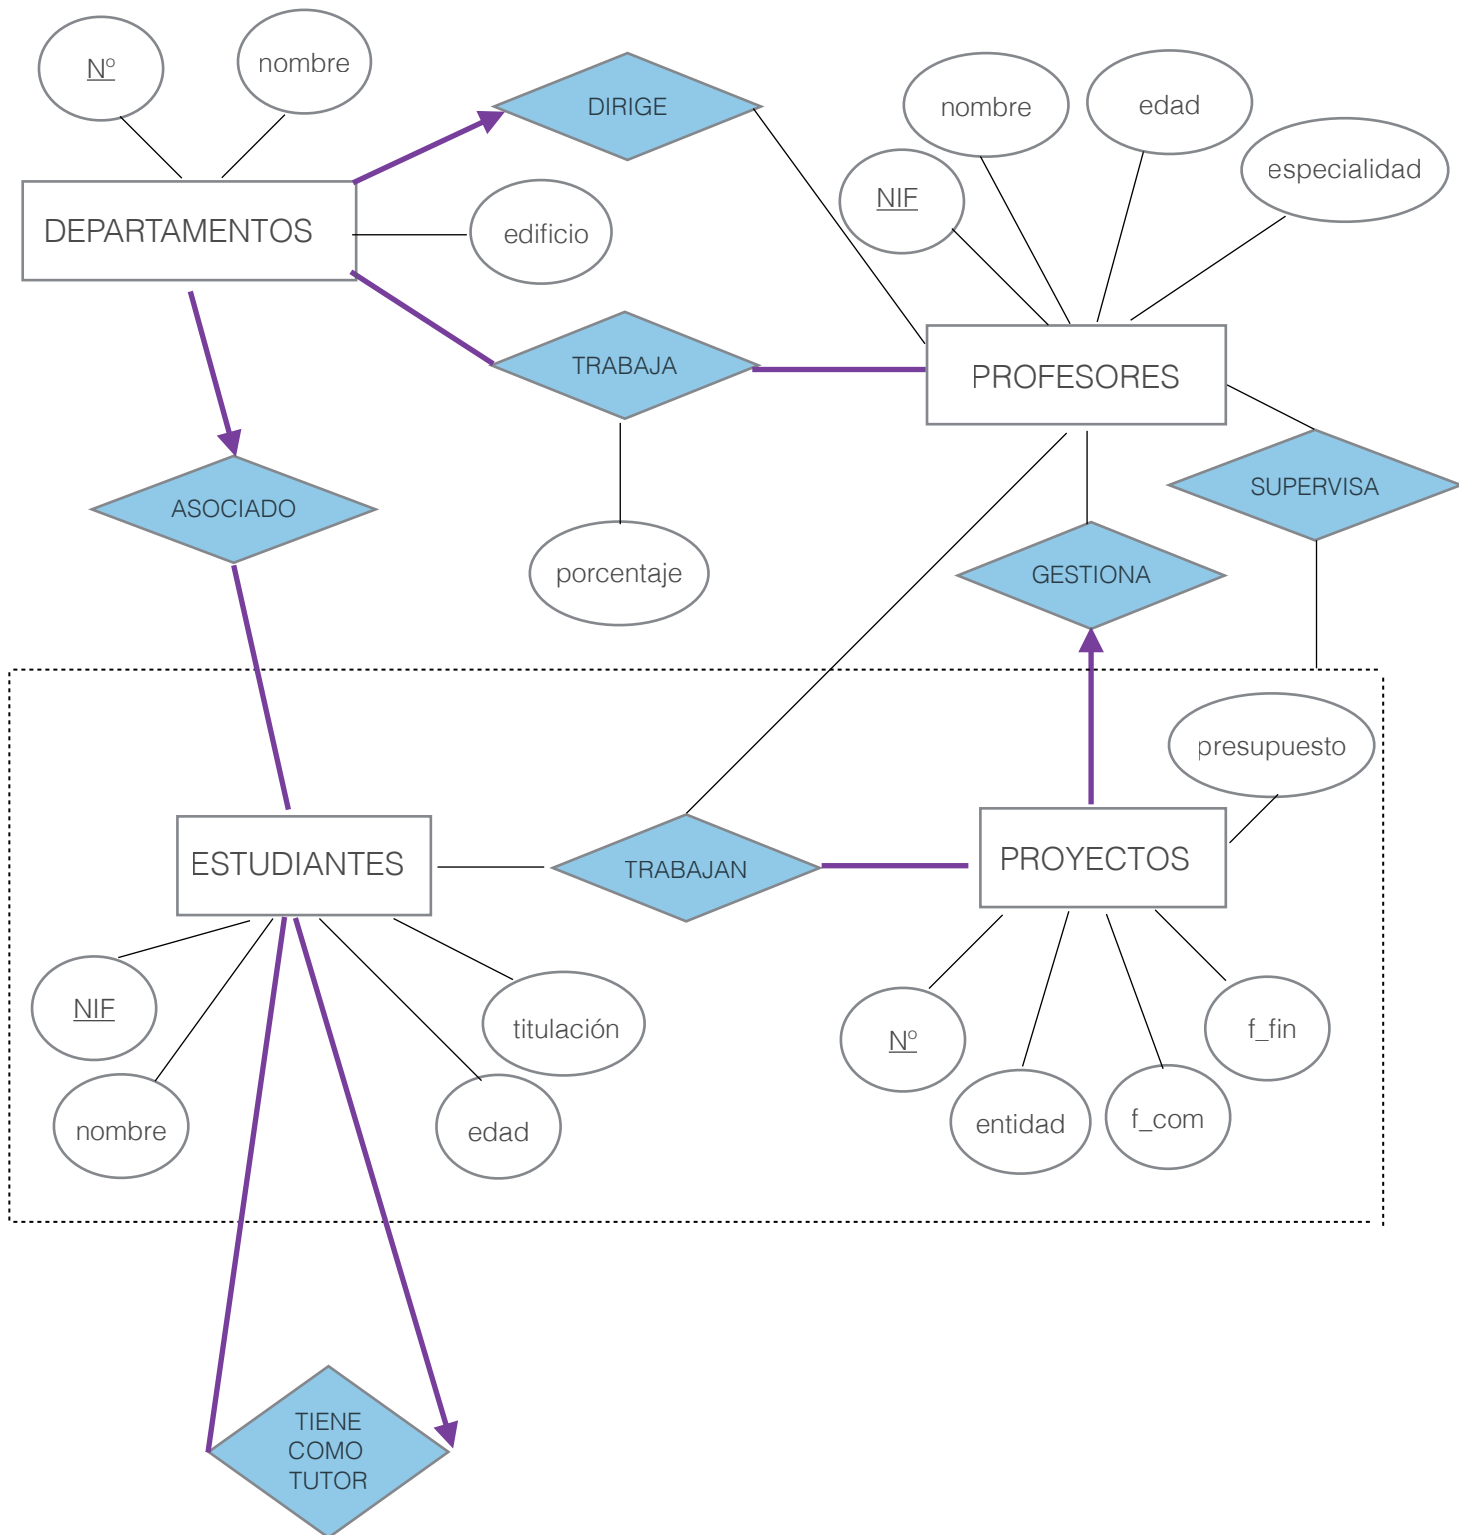 Nº
nombre
DIRIGE
nombre
edad
especialidad
NIF
DEPARTAMENTOS
edificio
TRABAJA
PROFESORES
ASOCIADO
SUPERVISA
porcentaje
GESTIONA
presupuesto
ESTUDIANTES
TRABAJAN
PROYECTOS
NIF
titulación
Nº
f_fin
nombre
edad
entidad
f_com
TIENE
COMO
TUTOR